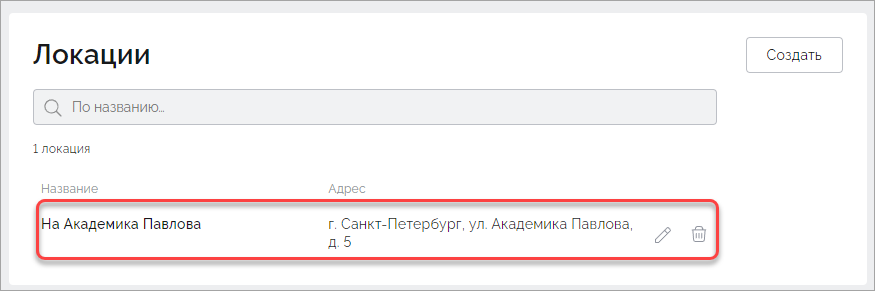 Локации
Создать
По названию...
1 локация
Название Адрес
На Академика Павлова г. Санкт-Петербург, ул. Академика Павлова,
д. 5